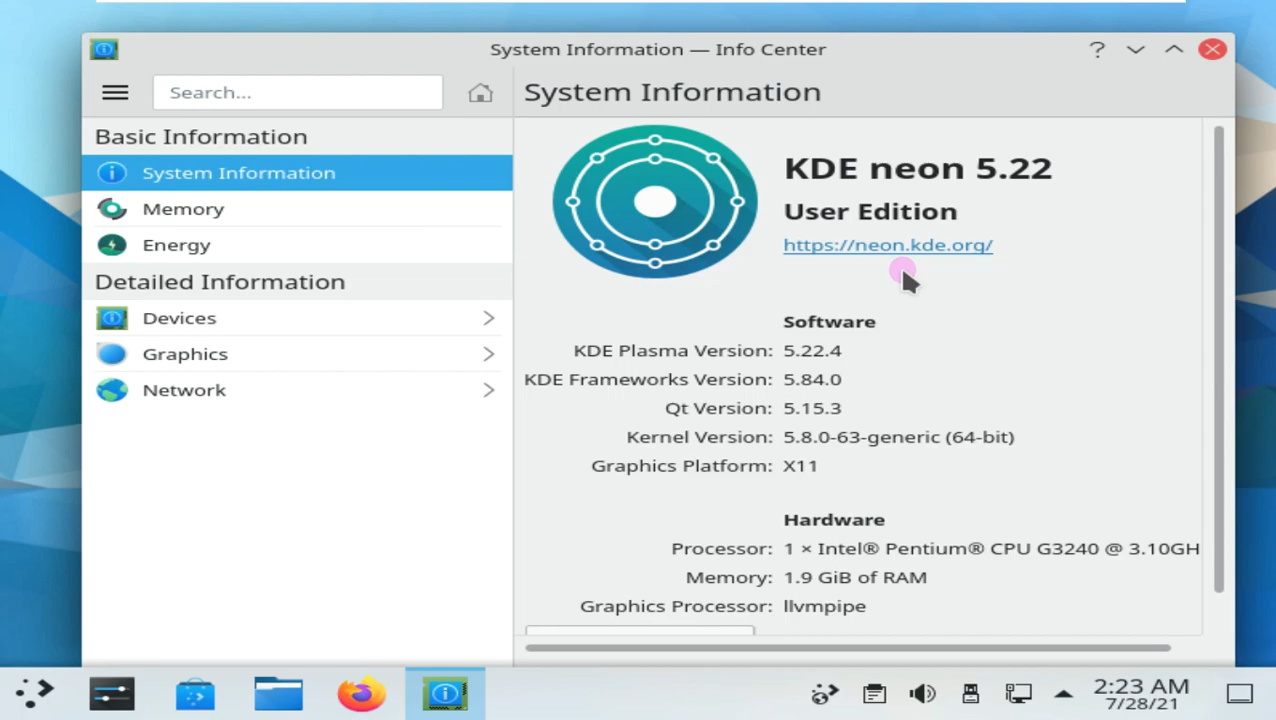 System Information — Info Center
Search...
System Information
Basic Information
System Information
Memory
Energy
Detailed Information
Devices
Graphics
Network
KDE neon 5.22
User Edition
https://neon.kde.org/
Software
KDE Plasma Version: 5.22.4
KDE Frameworks Version: 5.84.0
Qt Version: 5.15.3
Kernel Version: 5.8.0-63-generic (64-bit)
Graphics Platform: X11
Hardware
Processor: 1 × Intel® Pentium® CPU G3240 @ 3.10GH
Memory: 1.9 GiB of RAM
Graphics Processor: llvmpipe
2:23 AM
7/28/21